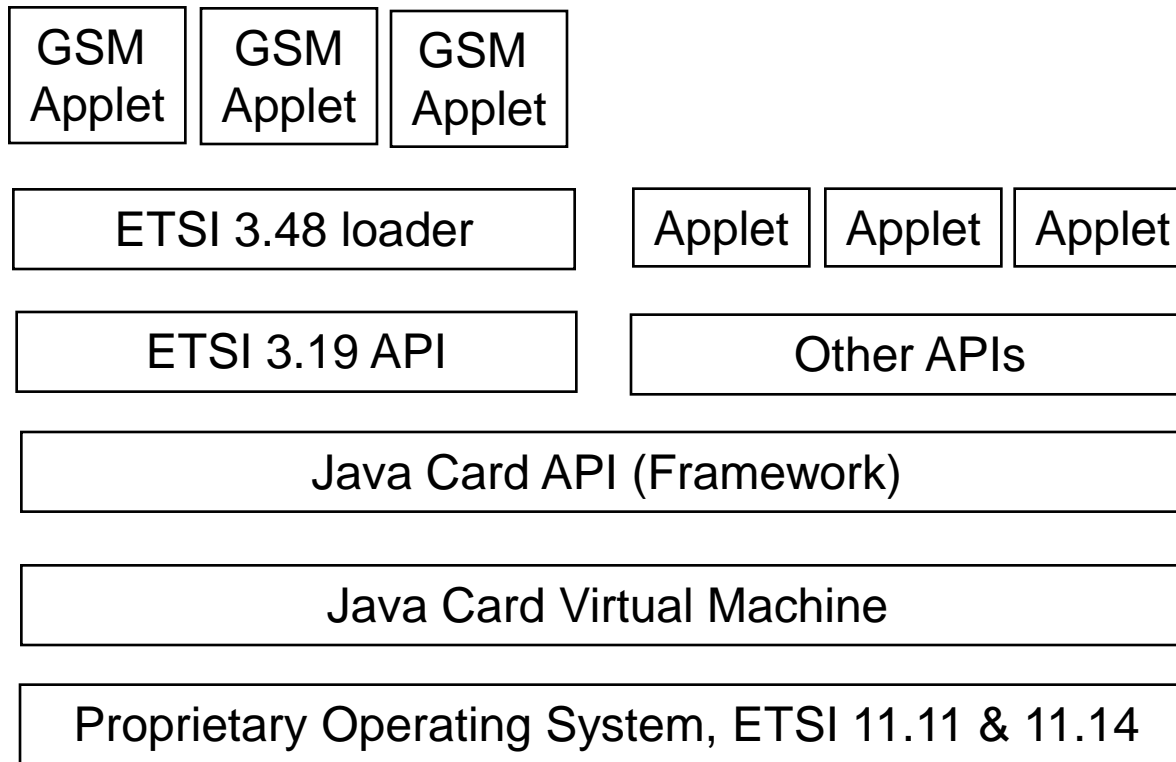 GSM
Applet
GSM
Applet
GSM
Applet
ETSI 3.48 loader
Applet
Applet
Applet
ETSI 3.19 API
Other APIs
Java Card API (Framework)
Java Card Virtual Machine
Proprietary Operating System, ETSI 11.11 & 11.14